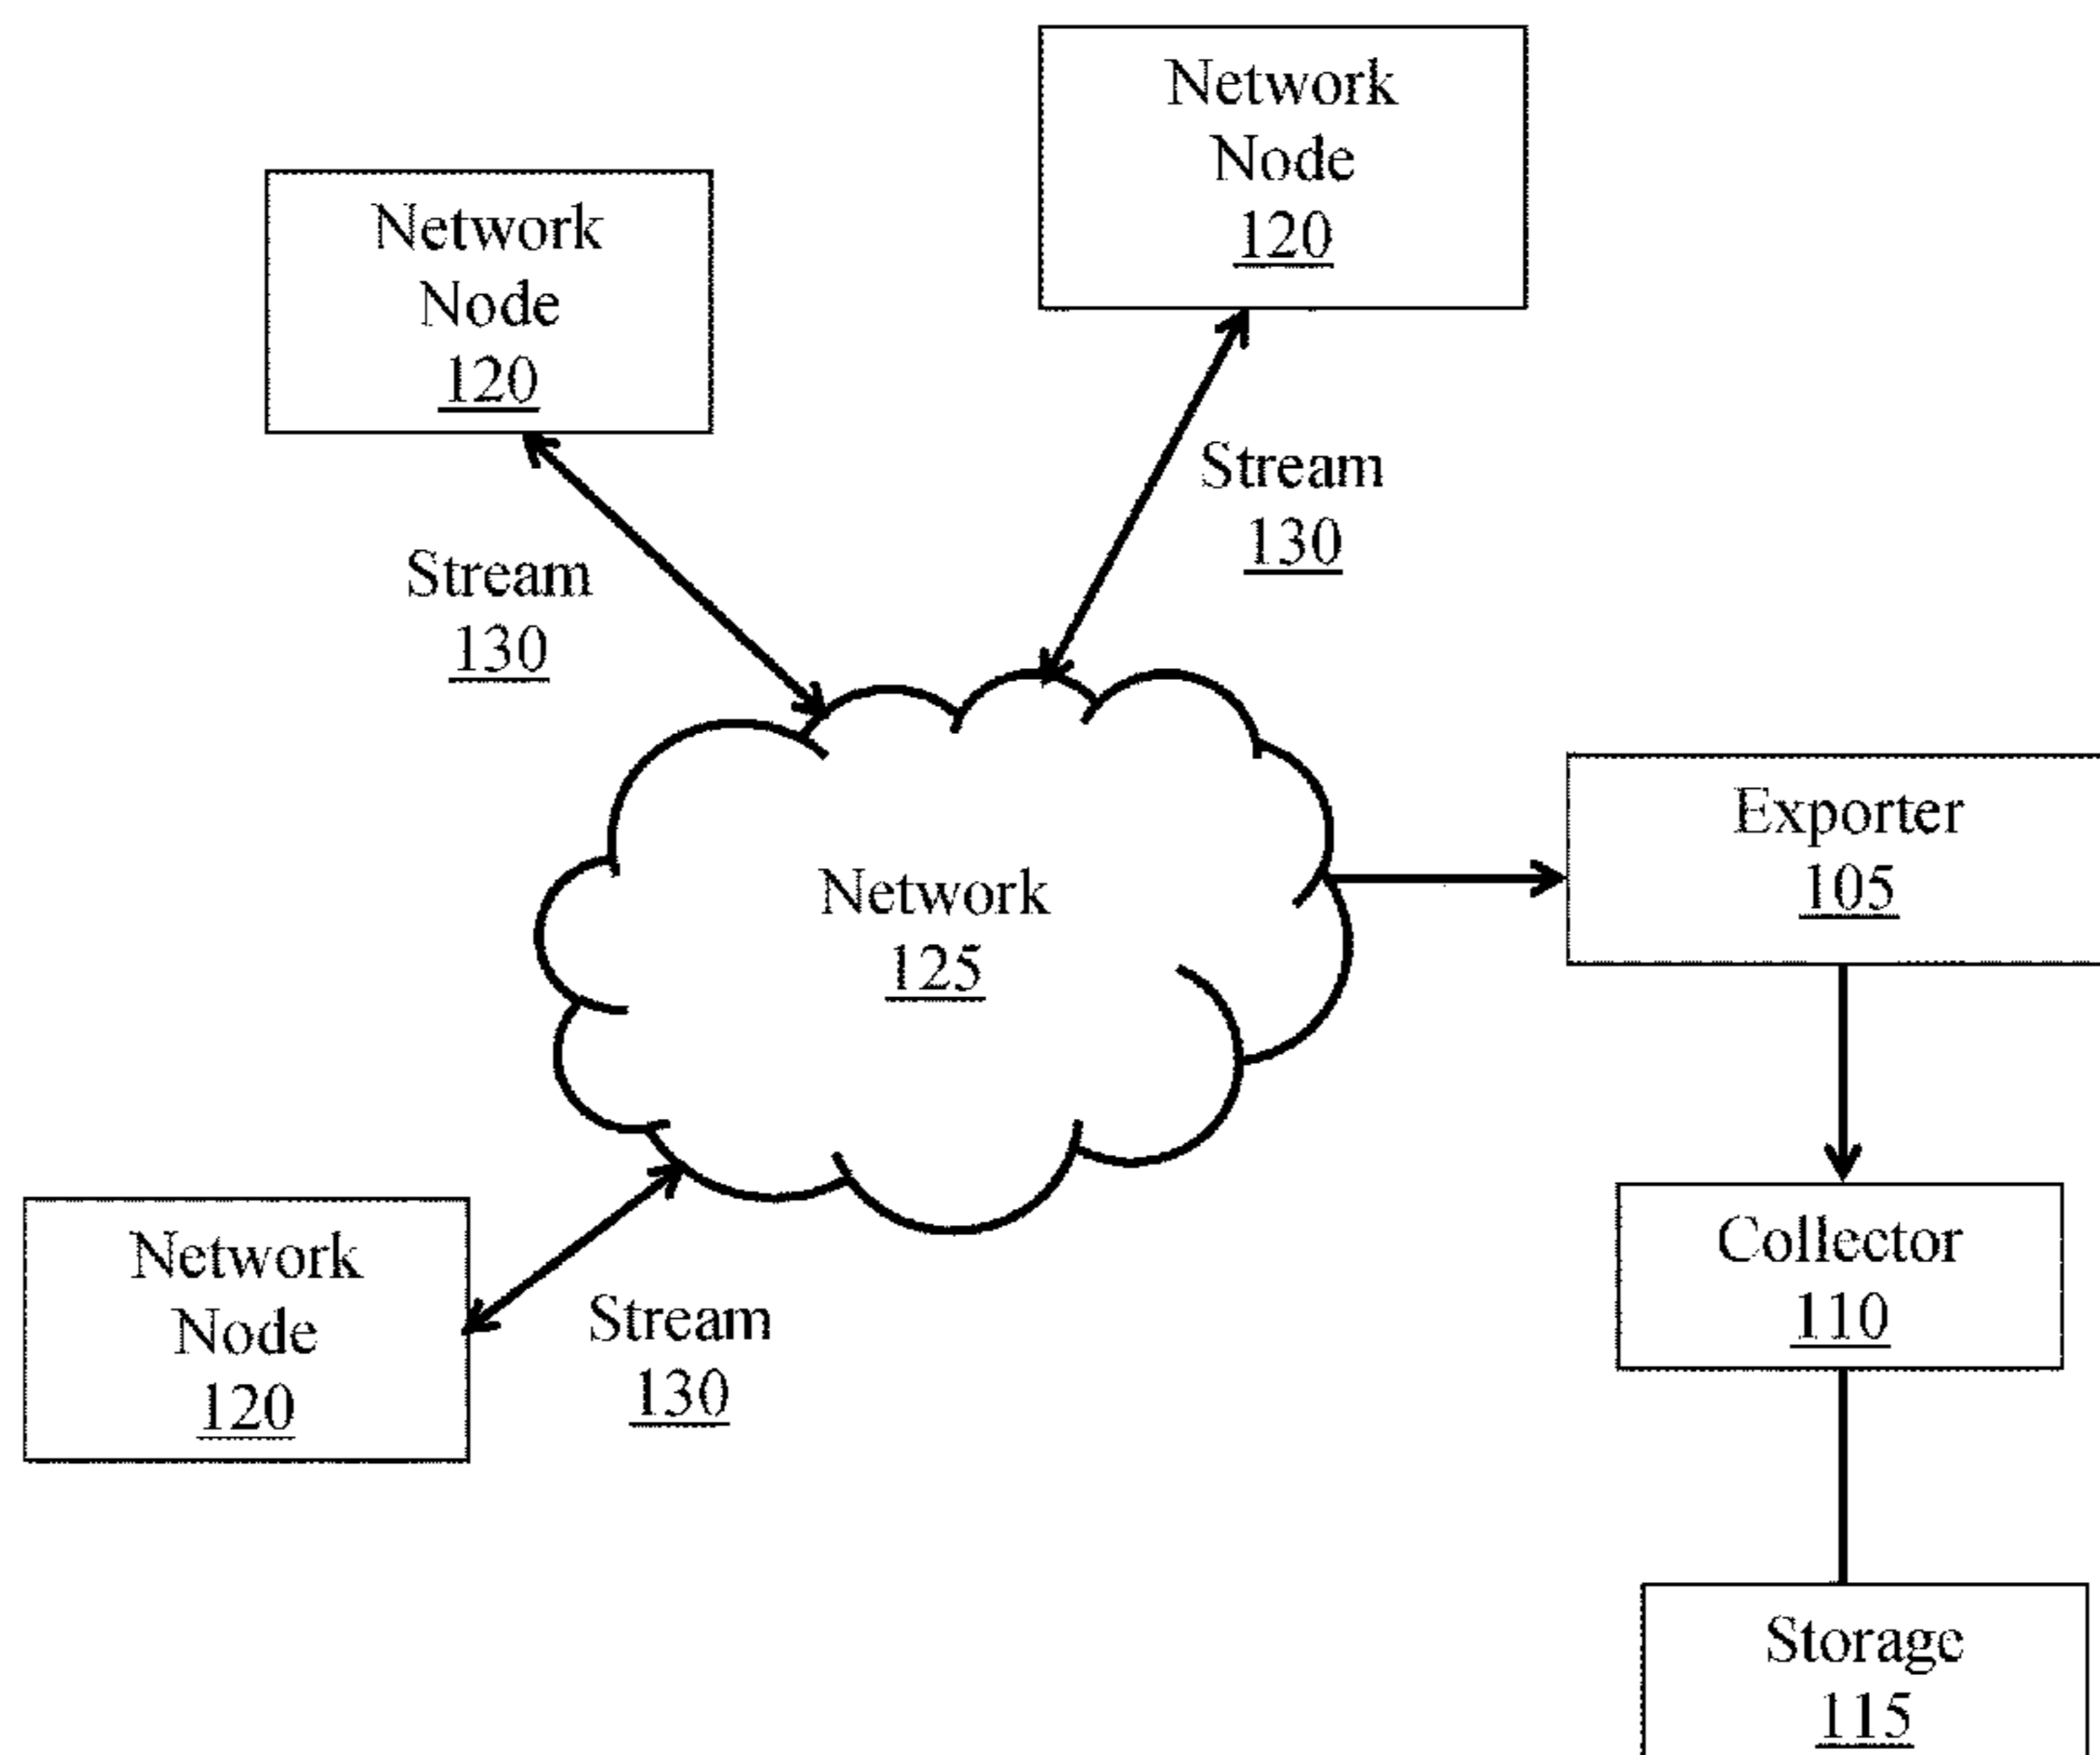 Network
Node
120
Network
Node
120
Stream
130
Stream
130
Network
125
Exporter
105
Collector
110
Network
Node
120
Stream
130
Storage
115